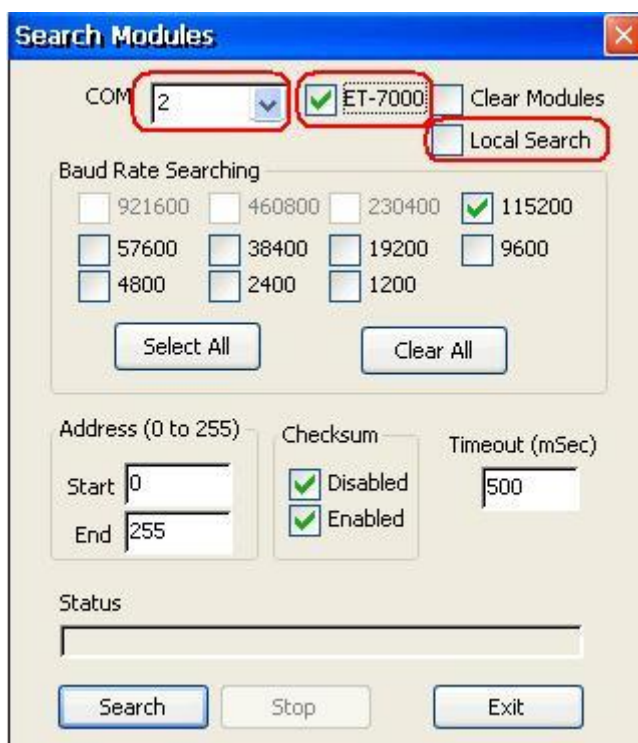 Search Modules
COM 2 ET-7000 Clear Modules
Local Search
Baud Rate Searching
921600 460800 230400 115200
57600 38400 19200 9600
4800 2400 1200
Select All Clear All
Address (0 to 255) Checksum Timeout (mSec)
Start 0 Disabled 500
End 255 Enabled
Status
Search Stop Exit